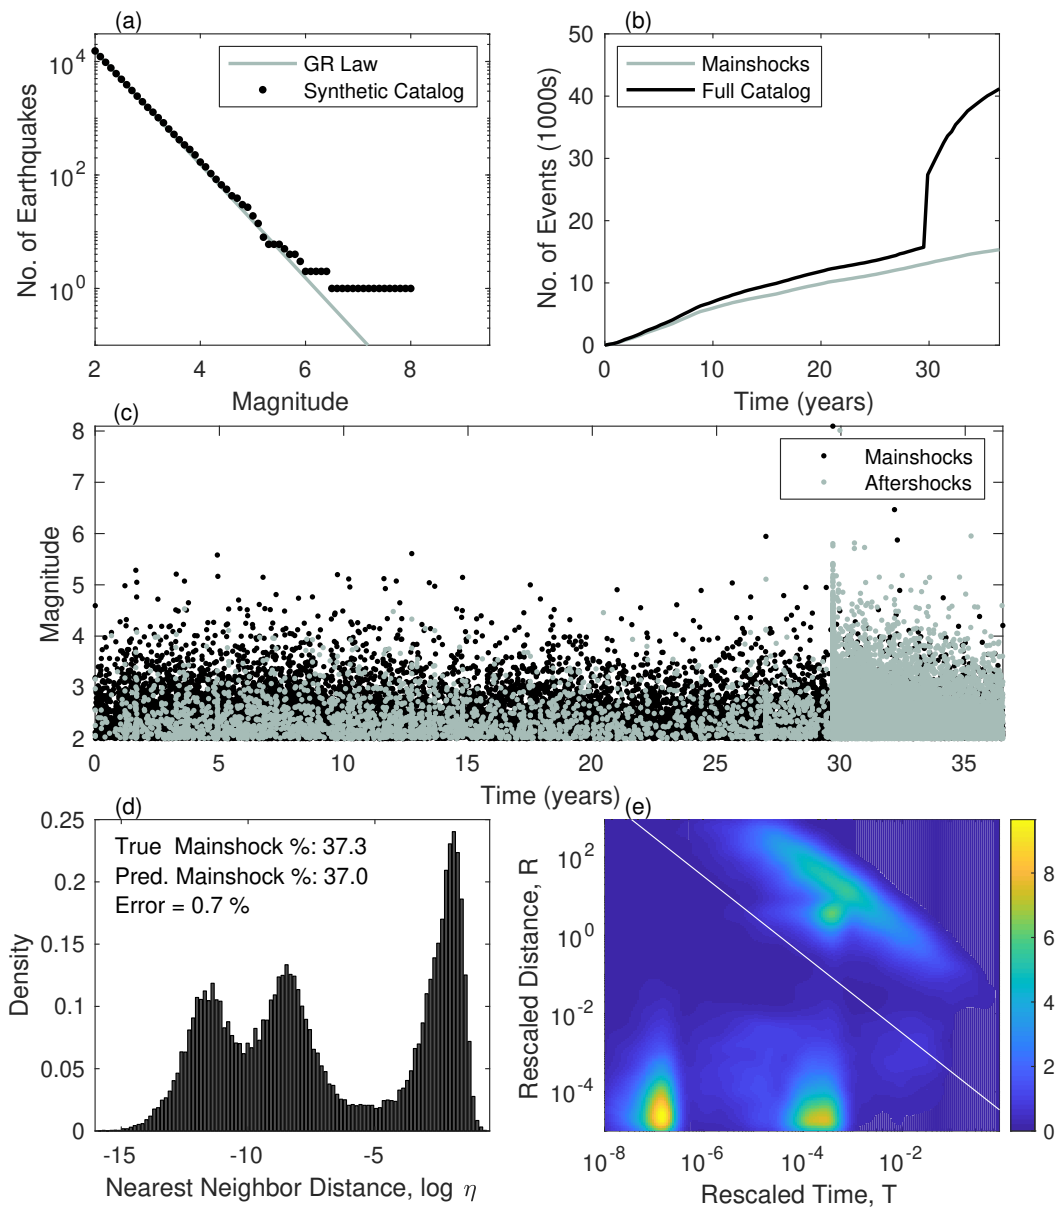 (a)
No. of Earthquakes
10^4
10^2
10^0
GR Law
Synthetic Catalog
2 4 6 8
Magnitude
(b)
No. of Events (1000s)
50
40
30
20
10
0
Mainshocks
Full Catalog
0 10 20 30
Time (years)
(c)
Magnitude
8
7
6
5
4
3
2
Mainshocks
Aftershocks
0 5 10 15 20 25 30 35
Time (years)
(d)
Density
0.25
0.2
0.15
0.1
0.05
0
True Mainshock %: 37.3
Pred. Mainshock %: 37.0
Error = 0.7 %
-15 -10 -5
Nearest Neighbor Distance, log η
(e)
Rescaled Distance, R
10^2
10^0
10^-2
10^-4
10^-8 10^-6 10^-4 10^-2
Rescaled Time, T
8
6
4
2
0